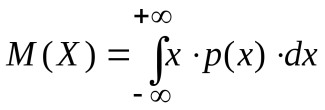 M(X) = ∫_{-∞}^{+∞} x · p(x) · dx